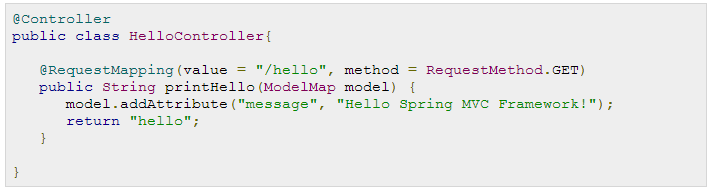 @Controller
public class HelloController{
@RequestMapping(value = "/hello", method = RequestMethod.GET)
public String printHello(ModelMap model) {
model.addAttribute("message", "Hello Spring MVC Framework!");
return "hello";
}
}